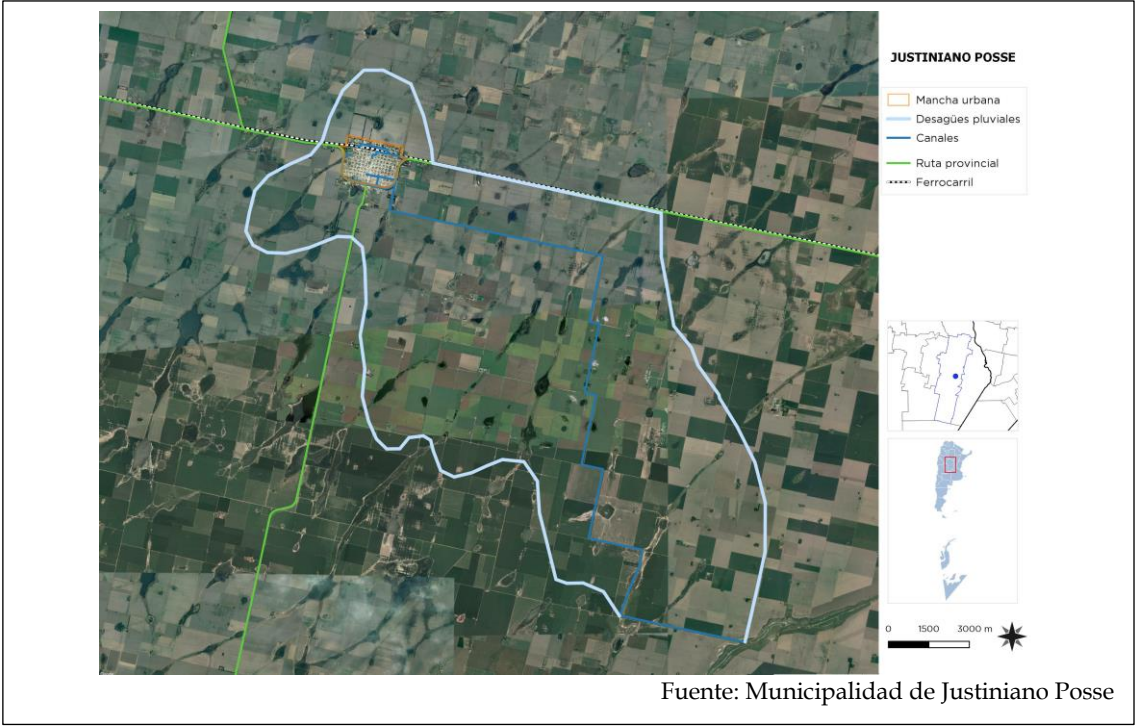 JUSTINIANO POSSE
Mancha urbana
Desagües pluviales
Canales
Ruta provincial
Ferrocarril
0 1500 3000 m
Fuente: Municipalidad de Justiniano Posse